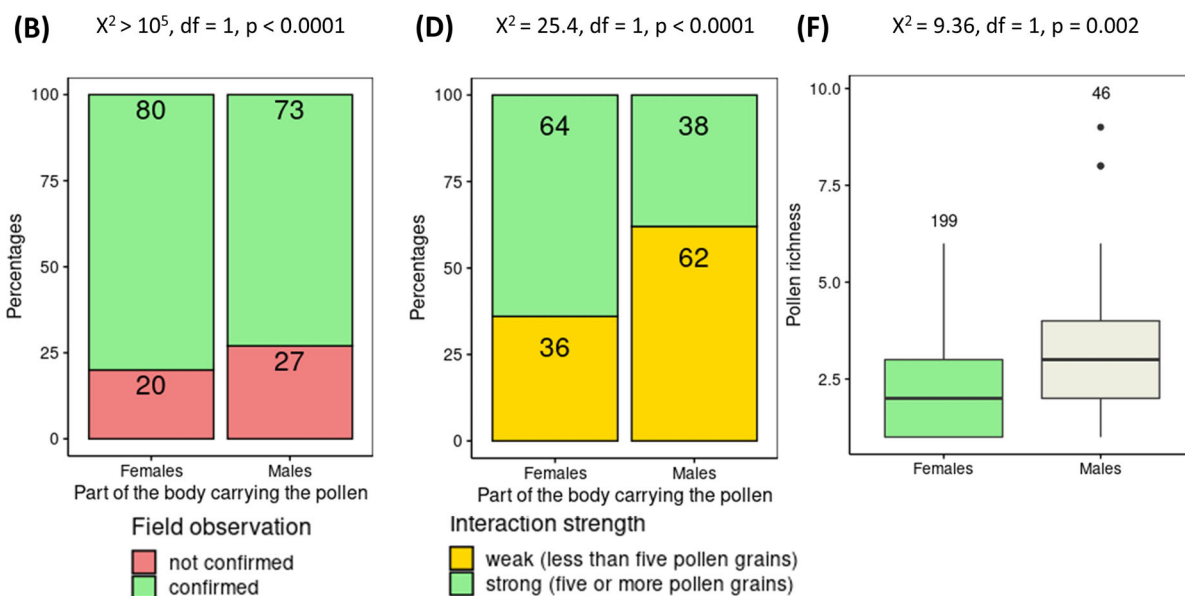 (B)
X² > 10⁵, df = 1, p < 0.0001
100
75
50
25
0
Percentages
80
73
20
27
Females
Males
Part of the body carrying the pollen
Field observation
not confirmed
confirmed
(D)
X² = 25.4, df = 1, p < 0.0001
100
75
50
25
0
Percentages
64
38
36
62
Females
Males
Part of the body carrying the pollen
Interaction strength
weak (less than five pollen grains)
strong (five or more pollen grains)
(F)
X² = 9.36, df = 1, p = 0.002
10.0
7.5
5.0
2.5
Pollen richness
199
46
Females
Males